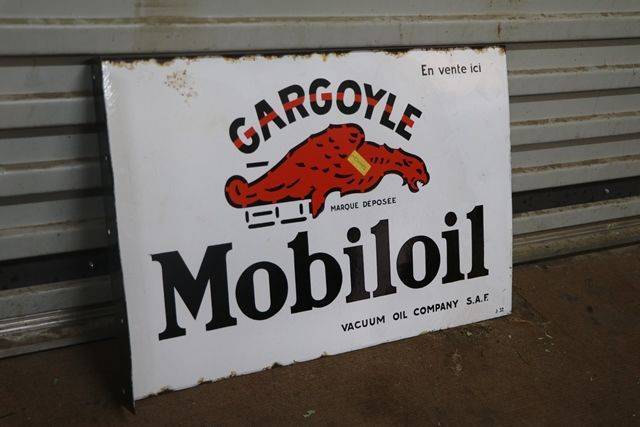 En vente ici
GARGOYLE
MARQUE DEPOSÉE
Mobiloil
VACUUM OIL COMPANY S.A.F.